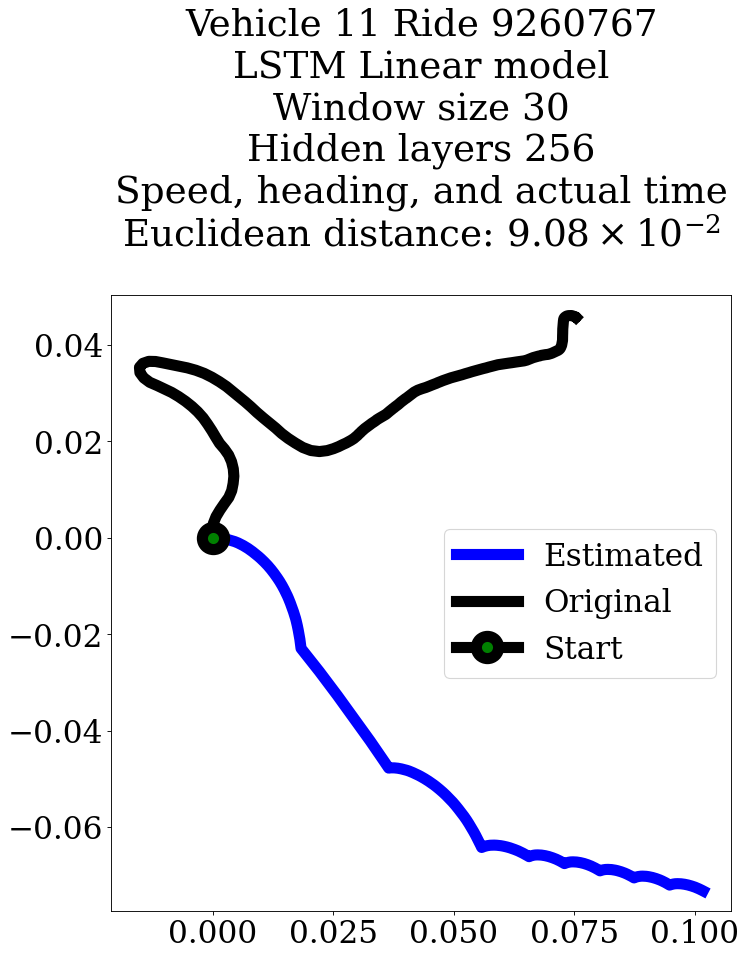 Vehicle 11 Ride 9260767
LSTM Linear model
Window size 30
Hidden layers 256
Speed, heading, and actual time
Euclidean distance: 9.08 × 10⁻²
0.04
0.02
0.00
−0.02
−0.04
−0.06
Estimated
Original
Start
0.000 0.025 0.050 0.075 0.100